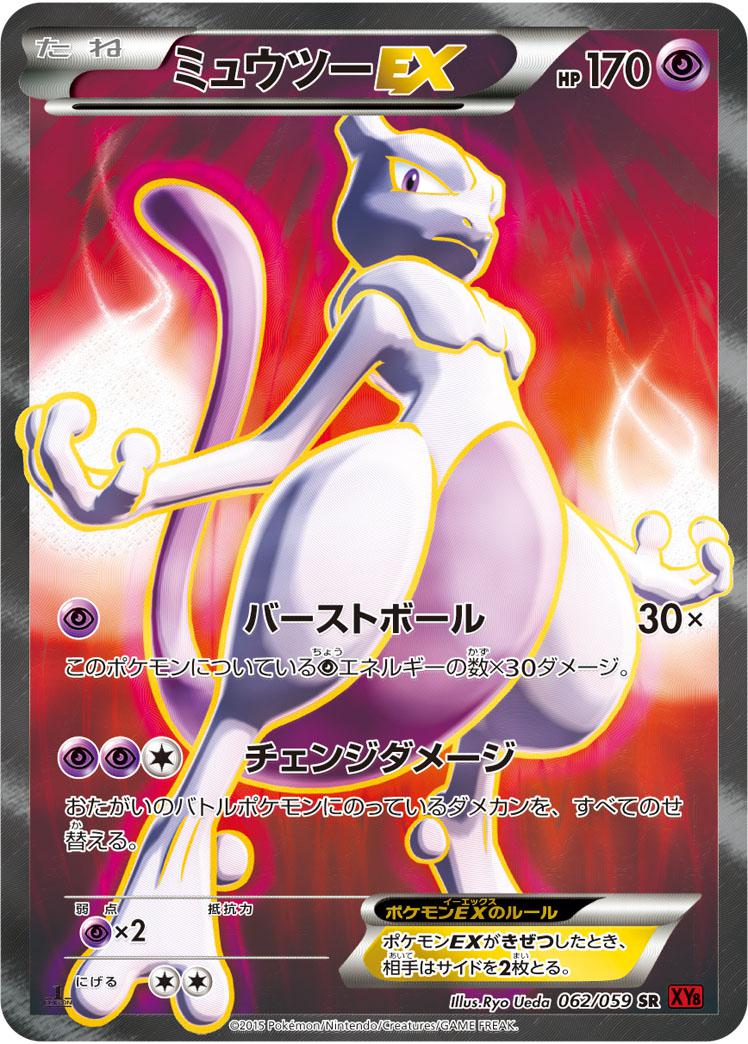 たね
ミュウツーEX
HP170
バーストボール 30×
このポケモンについている超エネルギーの数×30ダメージ。
チェンジダメージ
おたがいのバトルポケモンにのっているダメカンを、すべてのせ
替える。
弱点 抵抗力
×2
にげる
ポケモンEXのルール
ポケモンEXがきぜつしたとき、
相手はサイドを2枚とる。
Illus. Ryo Ueda 062/059 SR XY8
©2015 Pokémon/Nintendo/Creatures/GAME FREAK.